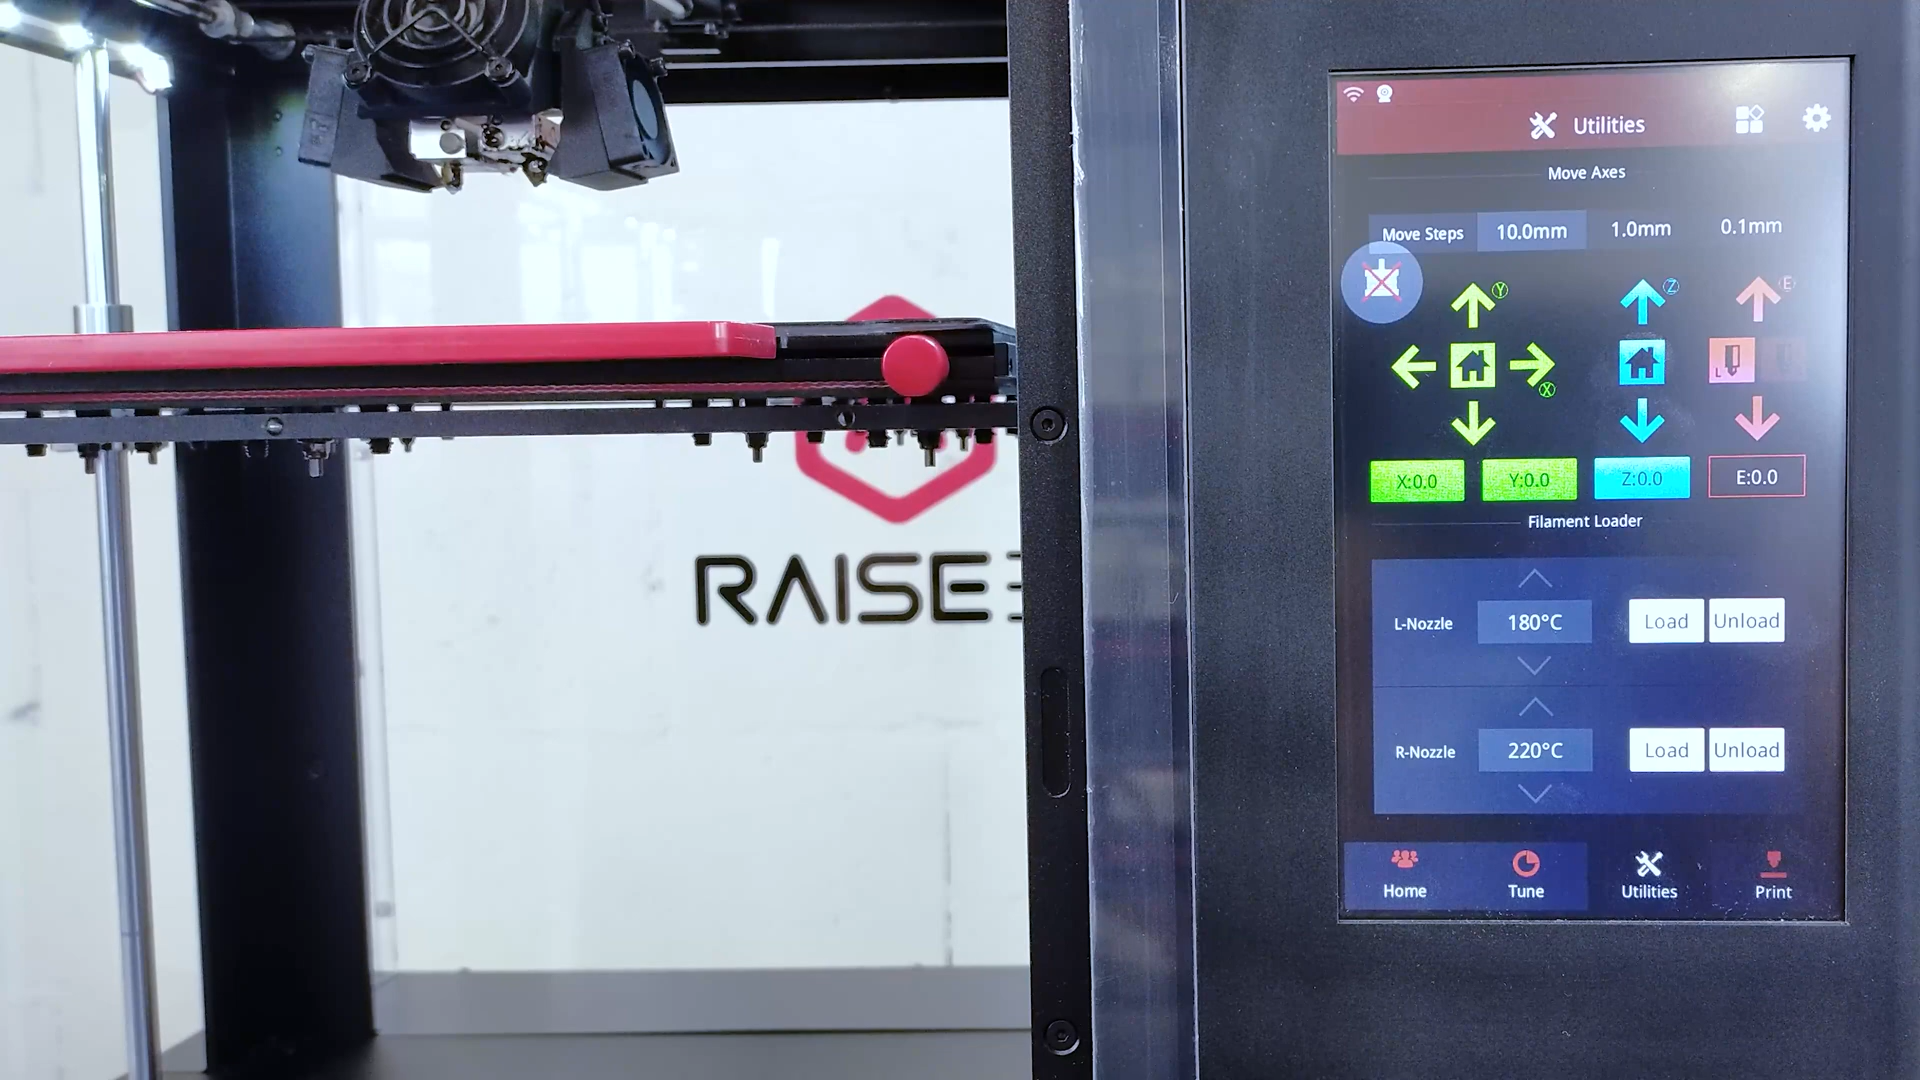 Utilities
Move Axes
Move Steps 10.0mm 1.0mm 0.1mm
Y
Z
E
X
L
X:0.0 Y:0.0 Z:0.0 E:0.0
Filament Loader
L-Nozzle 180°C Load Unload
R-Nozzle 220°C Load Unload
Home Tune Utilities Print
RAISE